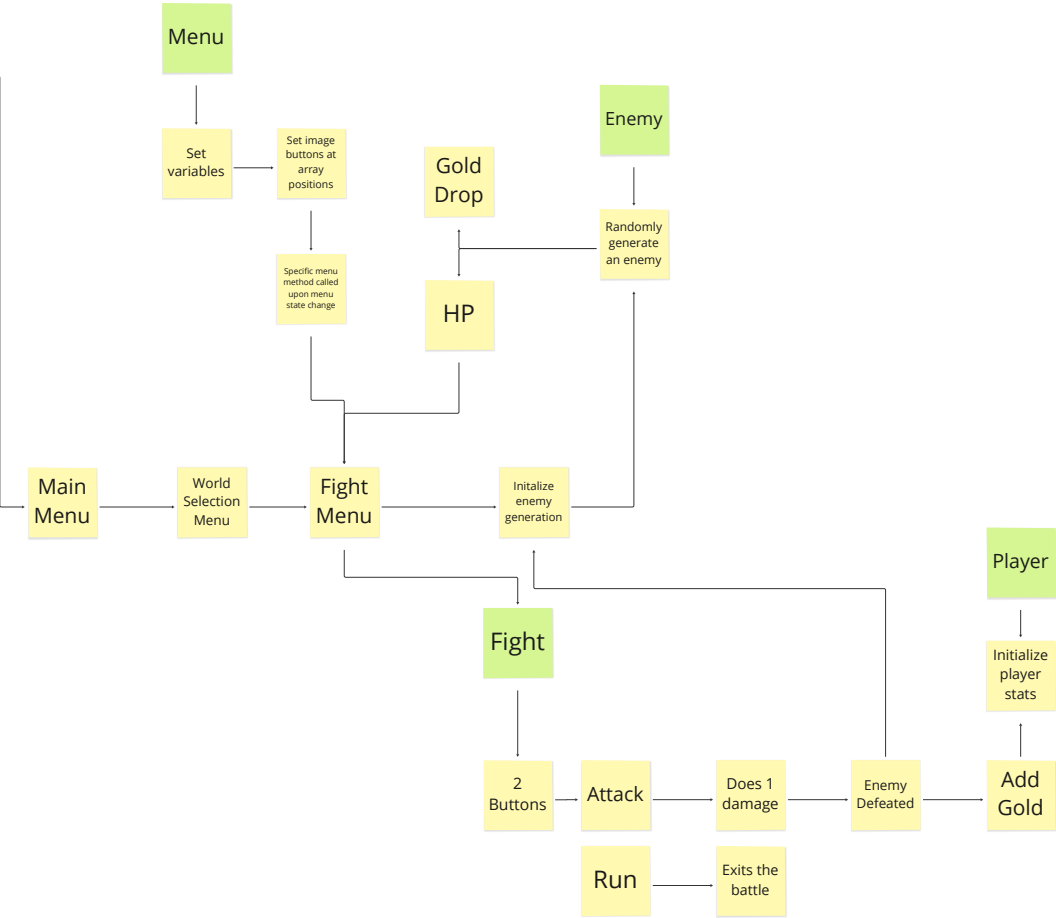 Menu
Enemy
Set
variables
Set image
buttons at
array
positions
Gold
Drop
Randomly
generate
an enemy
Specific menu
method called
upon menu
state change
HP
Main
Menu
World
Selection
Menu
Fight
Menu
Initalize
enemy
generation
Player
Fight
Initialize
player
stats
2
Buttons
Attack
Does 1
damage
Enemy
Defeated
Add
Gold
Run
Exits the
battle